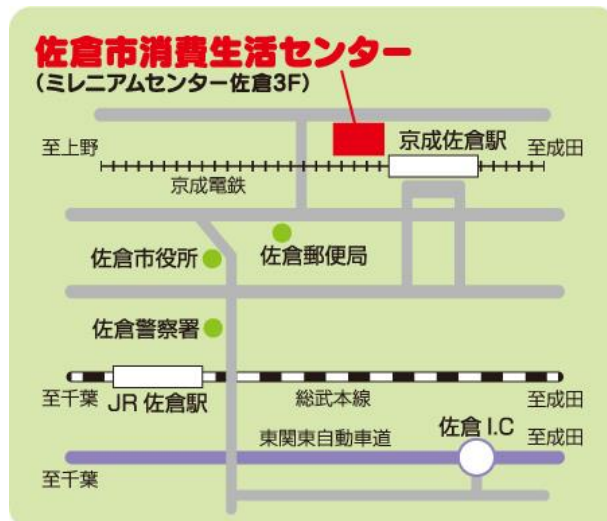 佐倉市消費生活センター
（ミレニアムセンター佐倉3F）
至上野
京成佐倉駅
至成田
京成電鉄
佐倉市役所
佐倉郵便局
佐倉警察署
至千葉
JR 佐倉駅
総武本線
至成田
東関東自動車道
佐倉 I.C
至成田
至千葉